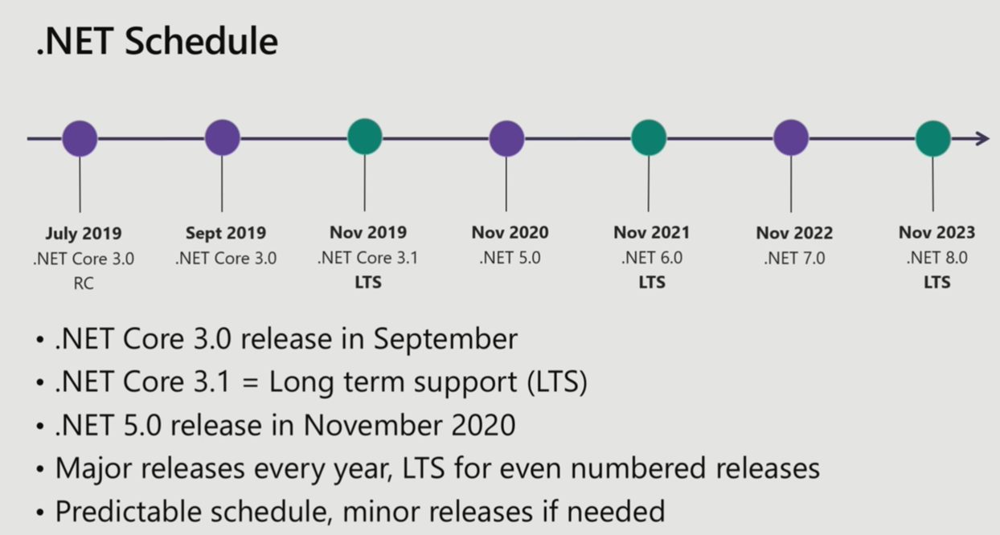 .NET Schedule
July 2019
.NET Core 3.0
RC
Sept 2019
.NET Core 3.0
Nov 2019
.NET Core 3.1
LTS
Nov 2020
.NET 5.0
Nov 2021
.NET 6.0
LTS
Nov 2022
.NET 7.0
Nov 2023
.NET 8.0
LTS
• .NET Core 3.0 release in September
• .NET Core 3.1 = Long term support (LTS)
• .NET 5.0 release in November 2020
• Major releases every year, LTS for even numbered releases
• Predictable schedule, minor releases if needed